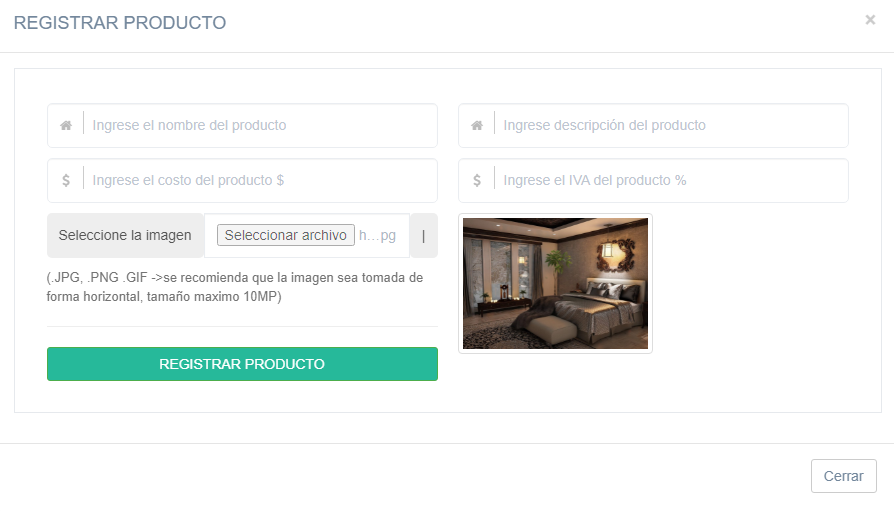 REGISTRAR PRODUCTO
×
Ingrese el nombre del producto
Ingrese descripción del producto
$ Ingrese el costo del producto $
$ Ingrese el IVA del producto %
Seleccione la imagen Seleccionar archivo h...pg |
(.JPG, .PNG .GIF ->se recomienda que la imagen sea tomada de
forma horizontal, tamaño maximo 10MP)
REGISTRAR PRODUCTO
Cerrar